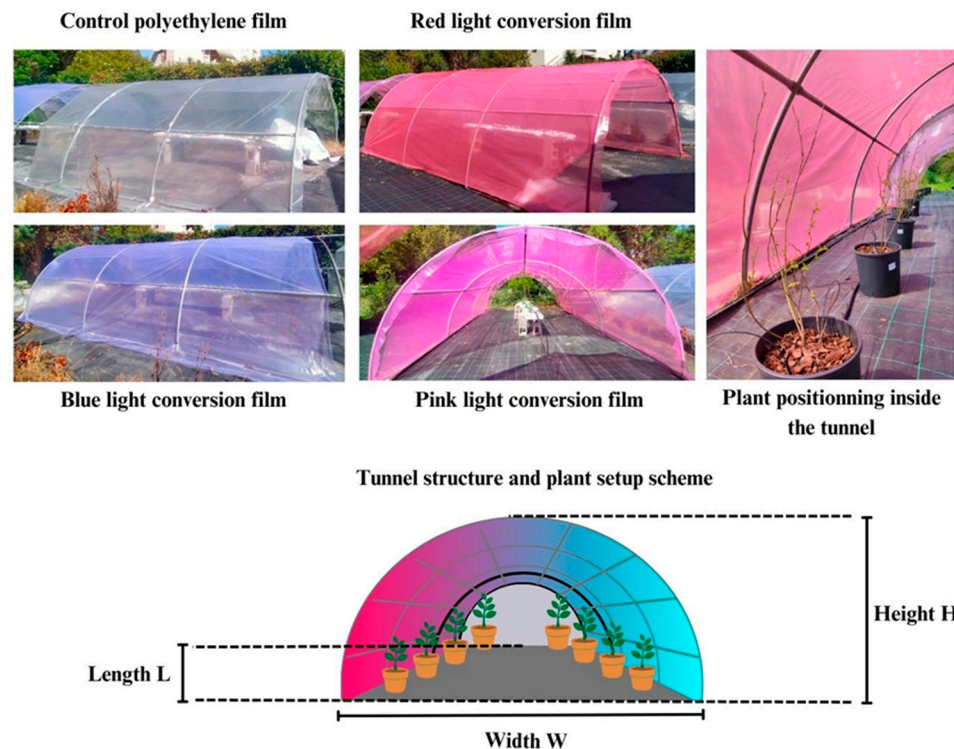 Control polyethylene film
Red light conversion film
Blue light conversion film
Pink light conversion film
Plant positionning inside
the tunnel
Tunnel structure and plant setup scheme
Length L
Height H
Width W